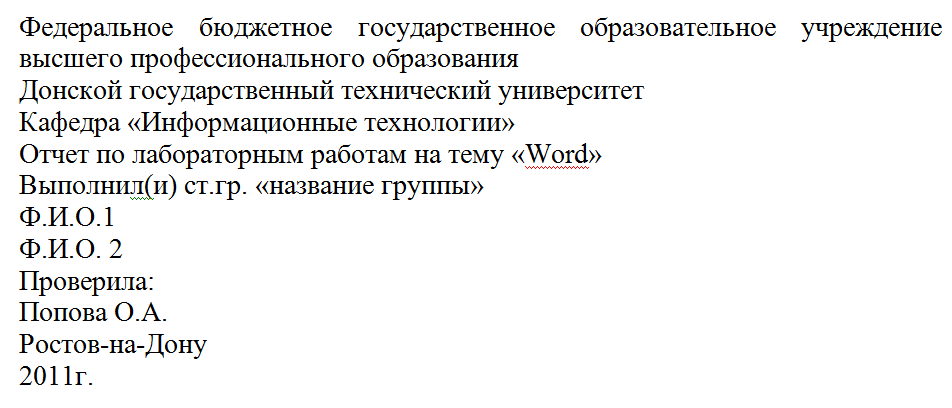 Федеральное бюджетное государственное образовательное учреждение
высшего профессионального образования
Донской государственный технический университет
Кафедра «Информационные технологии»
Отчет по лабораторным работам на тему «Word»
Выполнил(и) ст.гр. «название группы»
Ф.И.О.1
Ф.И.О. 2
Проверила:
Попова О.А.
Ростов-на-Дону
2011г.